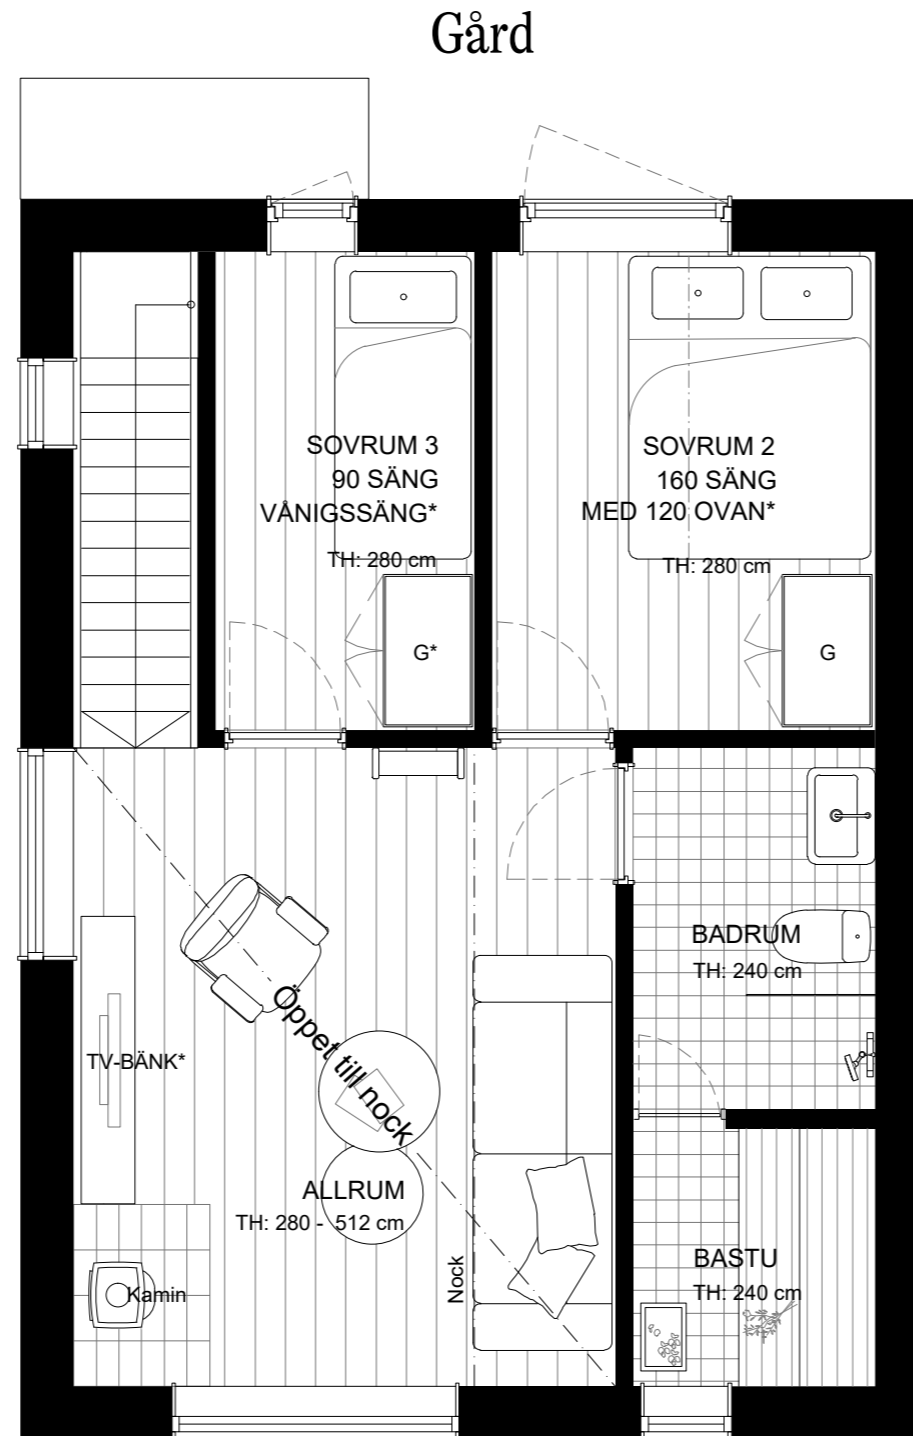 Gård
SOVRUM 3
90 SÄNG
VÅNIGSSÄNG*
TH: 280 cm
SOVRUM 2
160 SÄNG
MED 120 OVAN*
TH: 280 cm
G*
G
BADRUM
TH: 240 cm
Öppet till nock
TV-BÄNK*
ALLRUM
TH: 280 - 512 cm
Nock
Kamin
BASTU
TH: 240 cm